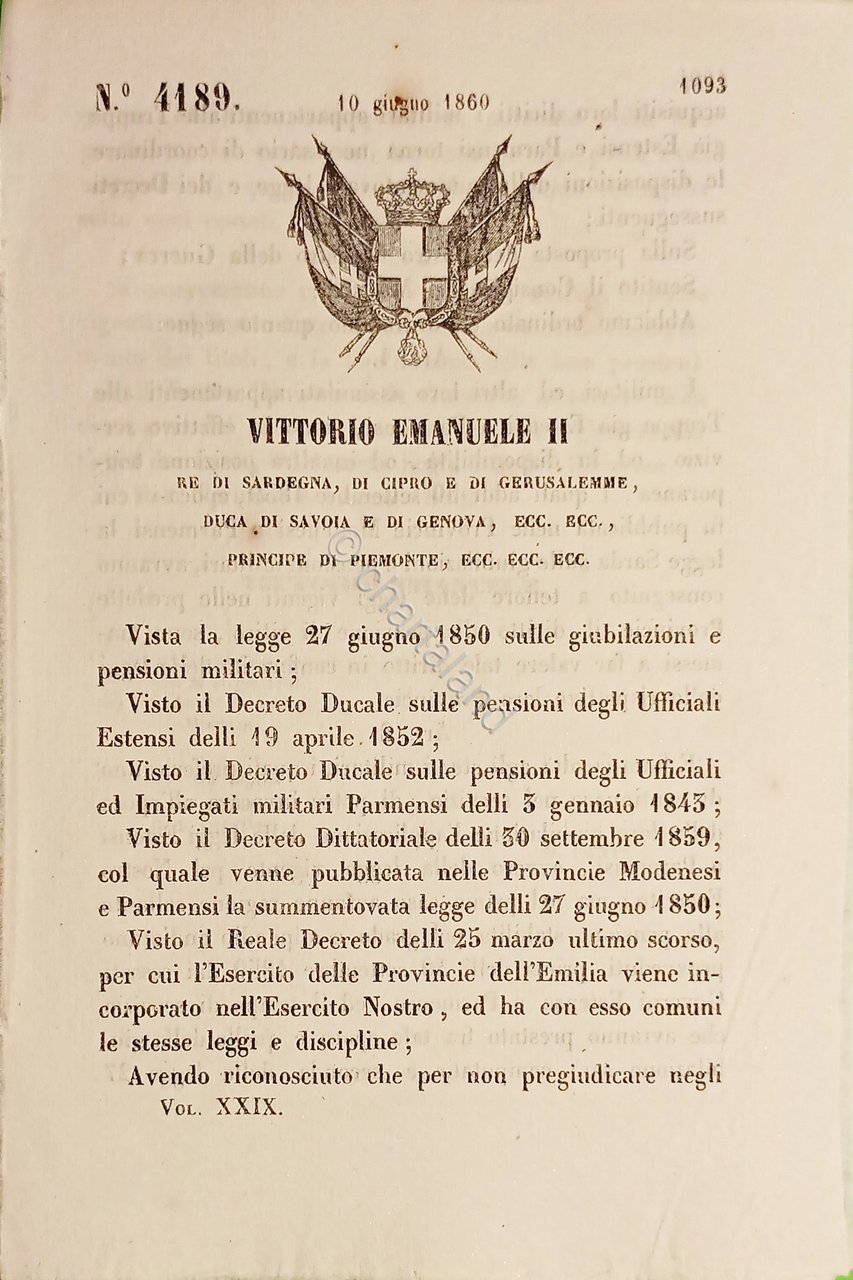 N.º 4189.
10 giugno 1860
1093
VITTORIO EMANUELE II
RE DI SARDEGNA, DI CIPRO E DI GERUSALEMME,
DUCA DI SAVOIA E DI GENOVA, ECC. ECC.,
PRINCIPE DI PIEMONTE, ECC. ECC. ECC.
Vista la legge 27 giugno 1850 sulle giubilazioni e
pensioni militari ;
Visto il Decreto Ducale sulle pensioni degli Ufficiali
Estensi delli 19 aprile 1852 ;
Visto il Decreto Ducale sulle pensioni degli Ufficiali
ed Impiegati militari Parmensi delli 3 gennaio 1843 ;
Visto il Decreto Dittatoriale delli 30 settembre 1859,
col quale venne pubblicata nelle Provincie Modenesi
e Parmensi la summentovata legge delli 27 giugno 1850;
Visto il Reale Decreto delli 25 marzo ultimo scorso,
per cui l'Esercito delle Provincie dell'Emilia viene in-
corporato nell'Esercito Nostro, ed ha con esso comuni
le stesse leggi e discipline ;
Avendo riconosciuto che per non pregiudicare negli
VOL. XXIX.
© chartaland